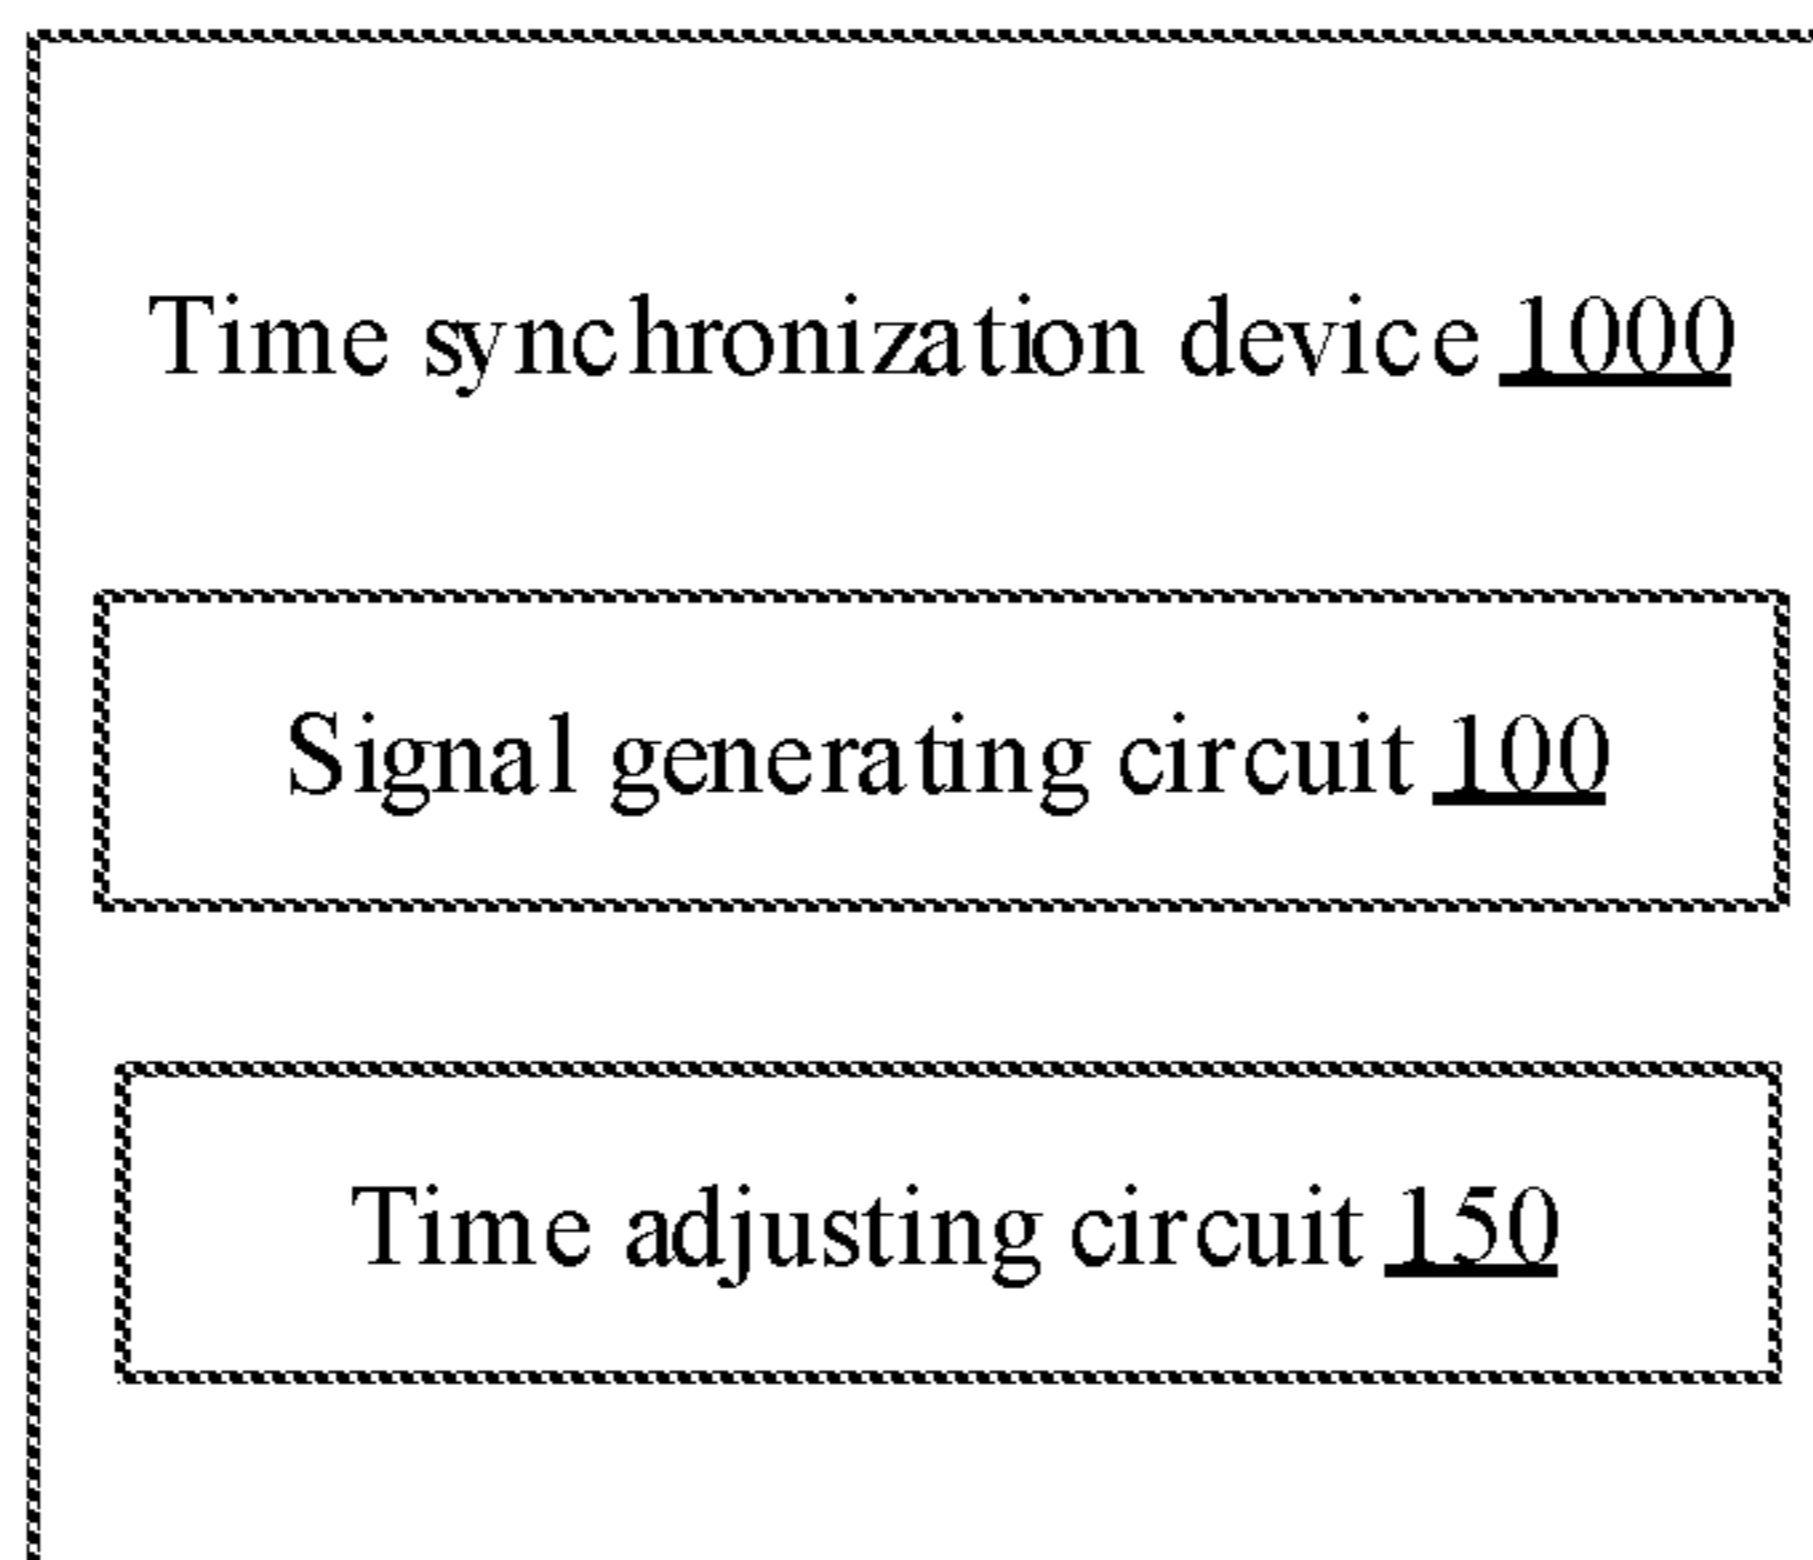 Time synchronization device 1000
Signal generating circuit 100
Time adjusting circuit 150